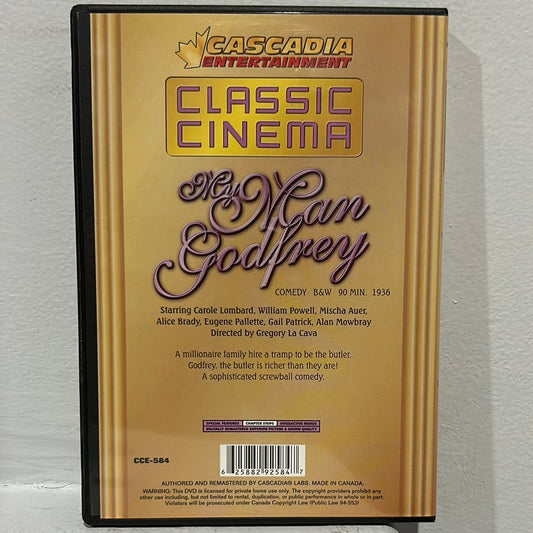 CASCADIA
ENTERTAINMENT
CLASSIC
CINEMA
My Man
Godfrey
COMEDY B&W 90 MIN. 1936
Starring Carole Lombard, William Powell, Mischa Auer,
Alice Brady, Eugene Pallette, Gail Patrick, Alan Mowbray
Directed by Gregory La Cava
A millionaire family hire a tramp to be the butler.
Godfrey, the butler is richer than they are!
A sophisticated screwball comedy.
SPECIAL FEATURES CHAPTER STOPS INTERACTIVE MENUS
DIGITALLY REMASTERED SUPERIOR PICTURE & SOUND QUALITY
CCE-584
6 25882 92584 7
AUTHORED AND REMASTERED BY CASCADIA® LABS. MADE IN CANADA.
WARNING: This DVD is licensed for private home use only. The copyright providers prohibit any
other use including, but not limited to rental, duplication, or public performance in whole or in part.
Violators will be prosecuted under Canada Copyright Law (Public Law 94-553)